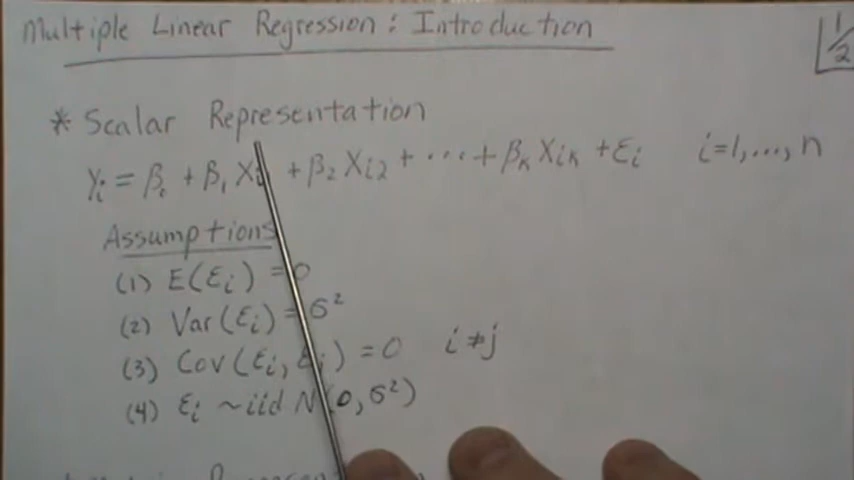 Multiple Linear Regression: Introduction
1/2
* Scalar Representation
Yi = β0 + β1 Xi1 + β2 Xi2 + ... + βk Xik + εi i=1, ..., n
Assumptions
(1) E(εi) = 0
(2) Var(εi) = σ²
(3) Cov(εi, εj) = 0 i ≠ j
(4) εi ~ iid N(0, σ²)